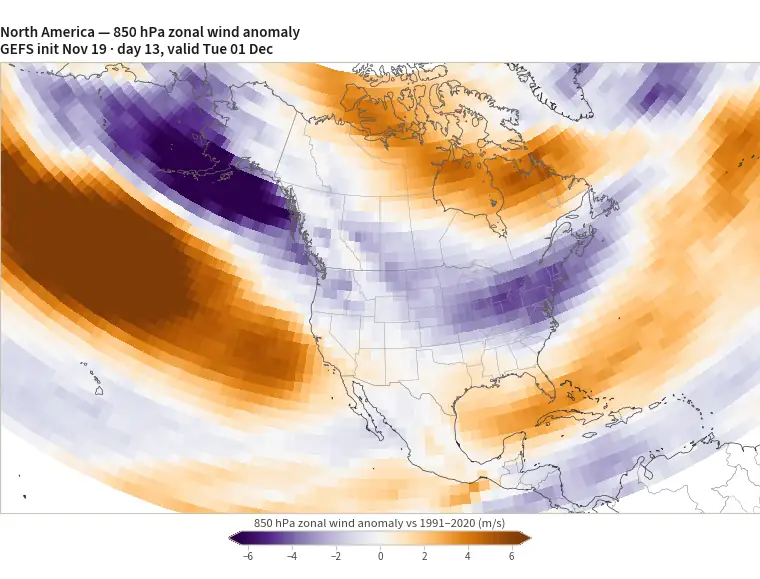 North America — 850 hPa zonal wind anomaly
GEFS init Nov 19 · day 13, valid Tue 01 Dec
850 hPa zonal wind anomaly vs 1991–2020 (m/s)
−6 −4 −2 0 2 4 6